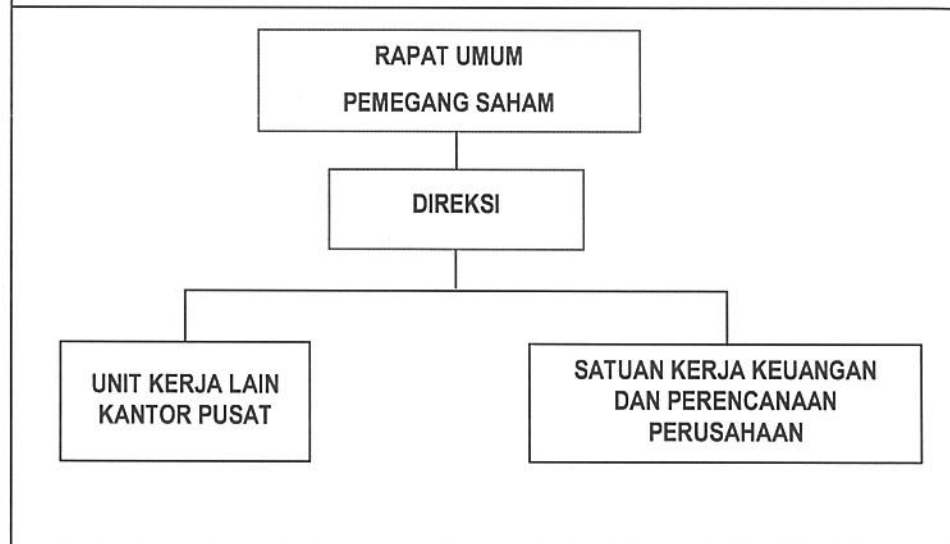 RAPAT UMUM
PEMEGANG SAHAM
DIREKSI
UNIT KERJA LAIN
KANTOR PUSAT
SATUAN KERJA KEUANGAN
DAN PERENCANAAN
PERUSAHAAN